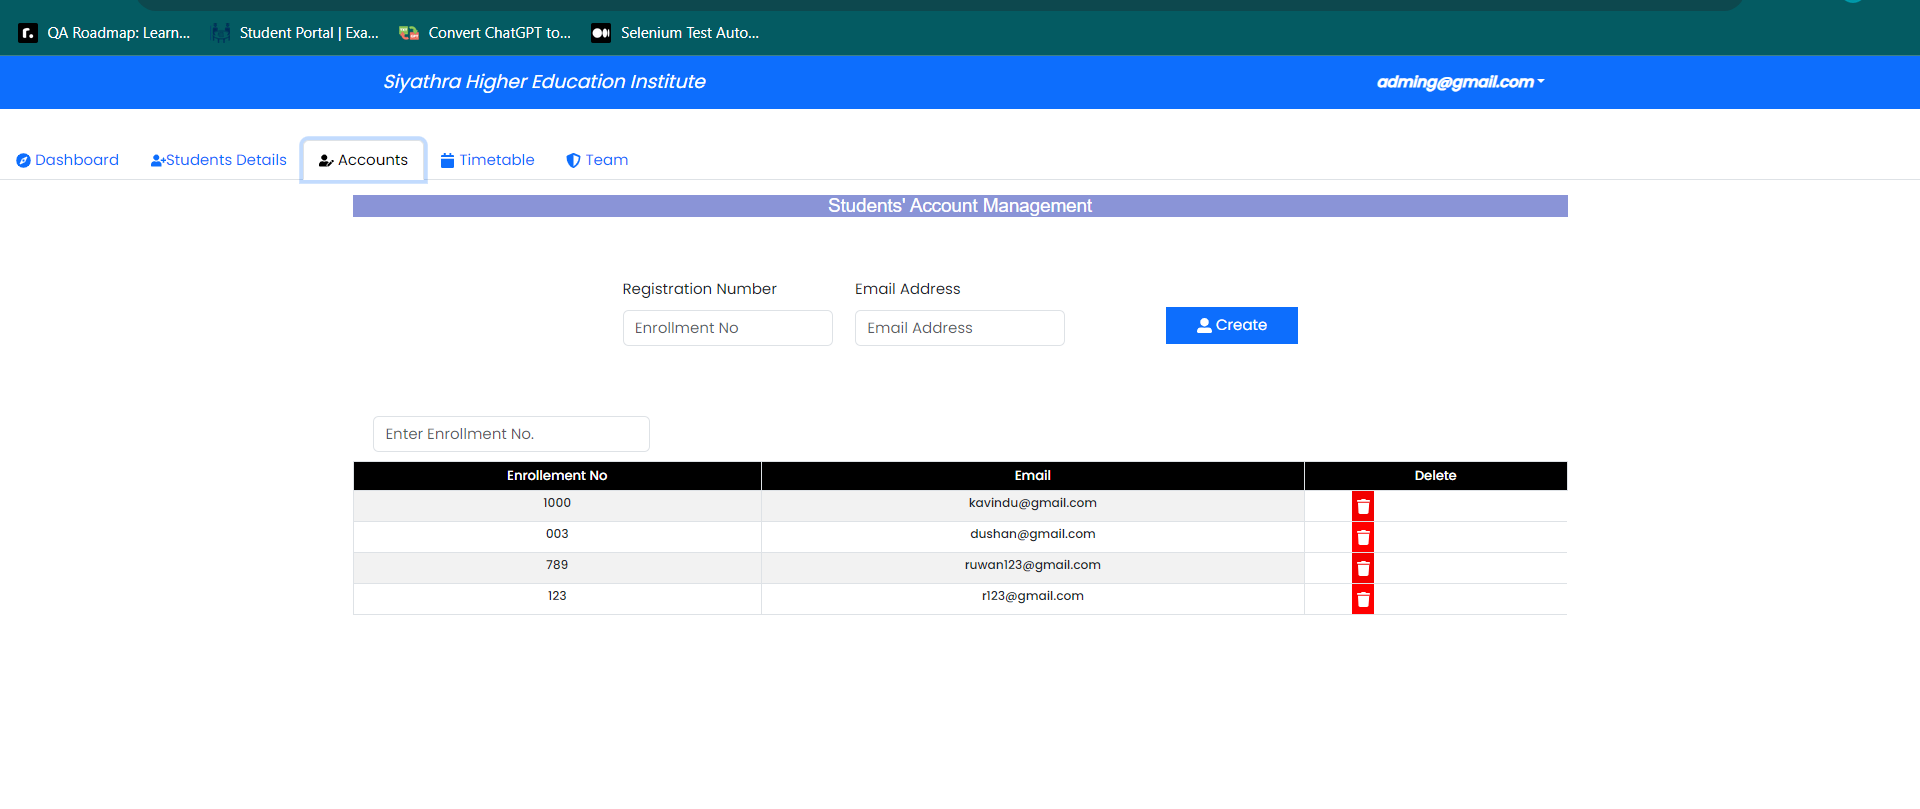 QA Roadmap: Learn... Student Portal | Exa... Convert ChatGPT to... Selenium Test Auto...
Siyathra Higher Education Institute adming@gmail.com
Dashboard Students Details Accounts Timetable Team
Students' Account Management
Registration Number Email Address
Enrollment No Email Address Create
Enter Enrollment No.
Enrollement No Email Delete
1000 kavindu@gmail.com
003 dushan@gmail.com
789 ruwan123@gmail.com
123 r123@gmail.com